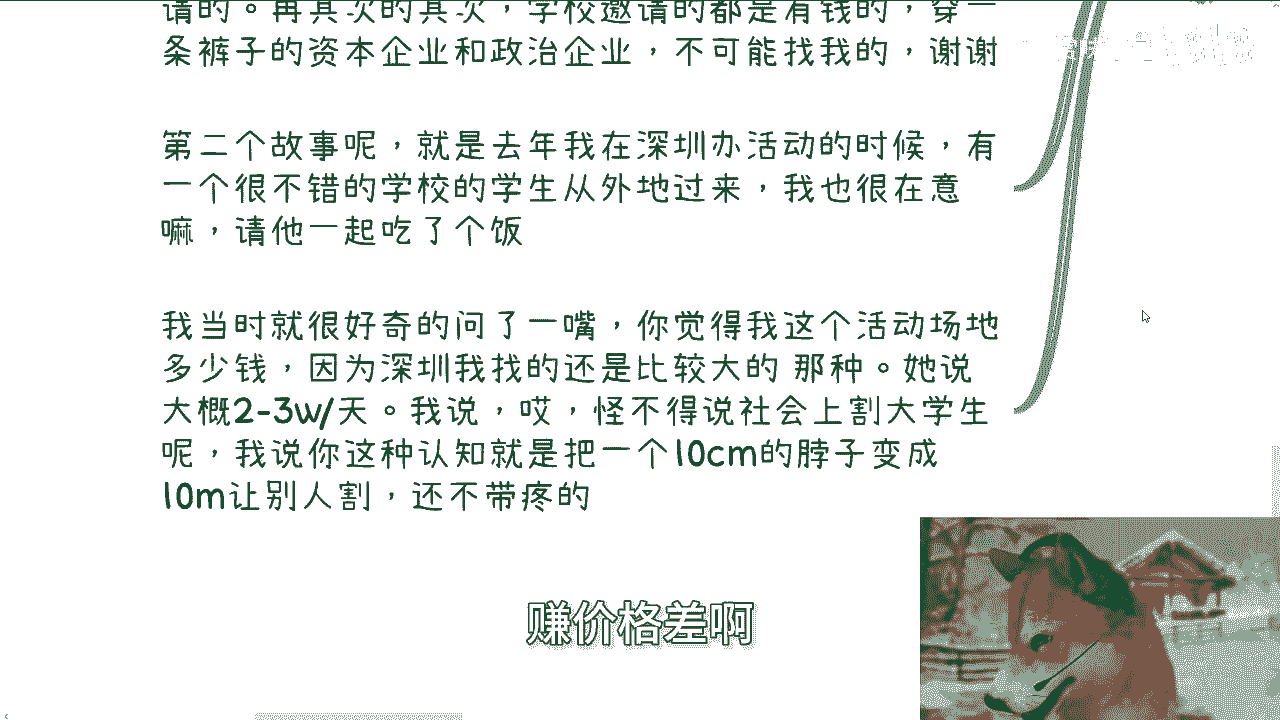 请的。再其次的其次，学校邀请的都是有钱的，穿一
条裤子的资本企业和政治企业，不可能找我的，谢谢
第二个故事呢，就是去年我在深圳办活动的时候，有
一个很不错的学校的学生从外地过来，我也很在意
嘛，请他一起吃了个饭
我当时就很好奇的问了一嘴，你觉得我这个活动场地
多少钱，因为深圳我找的还是比较大的 那种。她说
大概2-3w/天。我说，哎，怪不得说社会上割大学生
呢，我说你这种认知就是把一个10cm的脖子变成
10m让别人割，还不带疼的
赚价格差啊